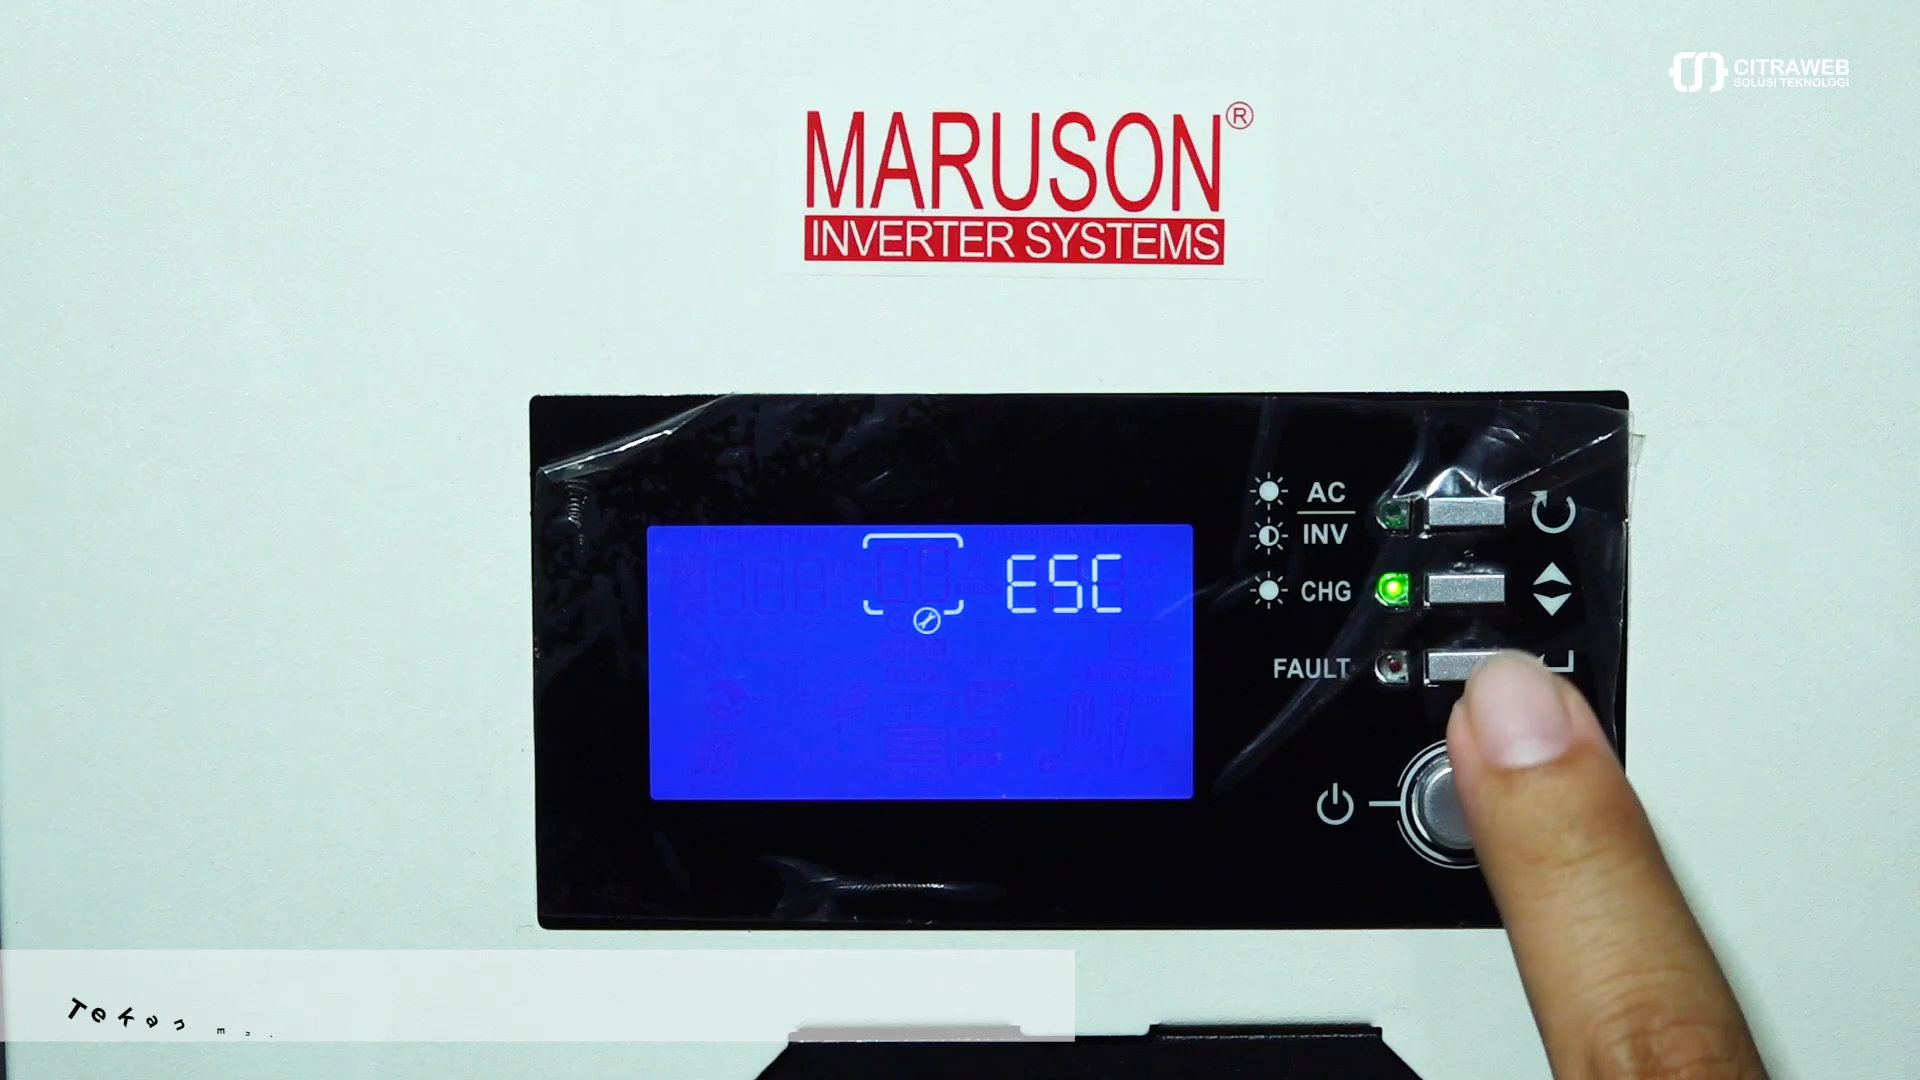 CITRAWEB
SOLUSI TEKNOLOGI
MARUSON®
INVERTER SYSTEMS
AC
INV
ESC
CHG
FAULT
Tekan